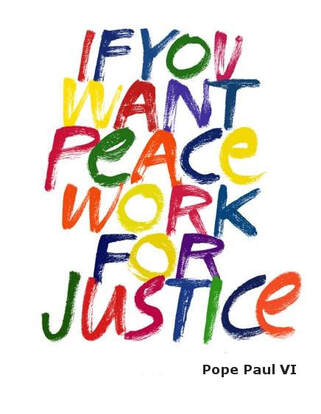 IF YOU
WANT
PeACe
WORK
FOR
JUSTICE
Pope Paul VI